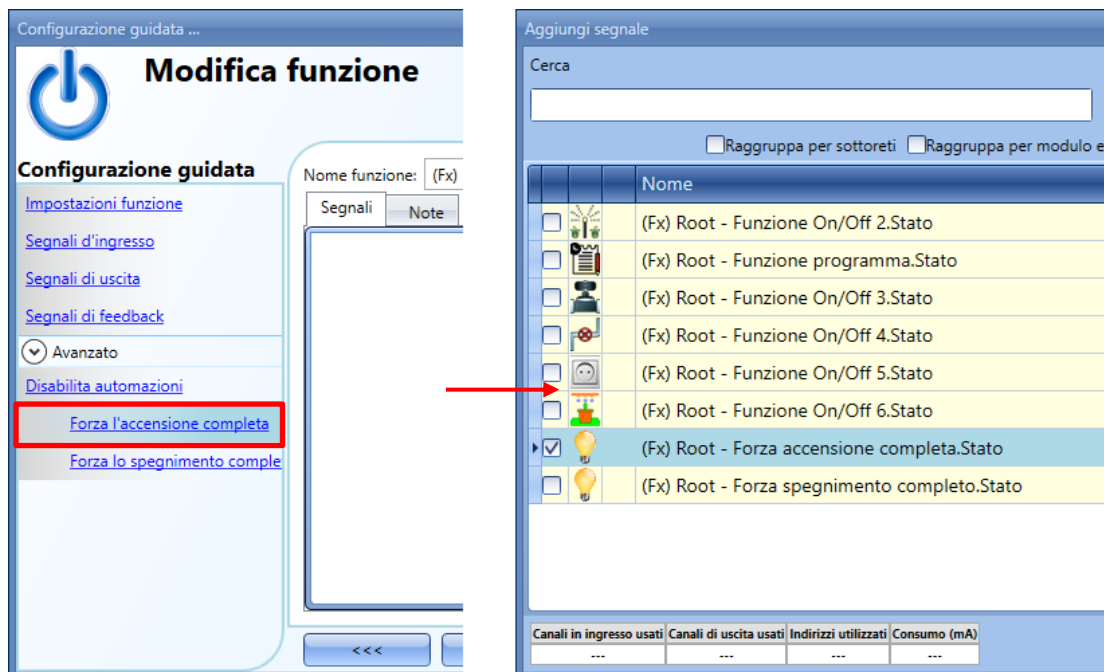 Configurazione guidata ...
Modifica funzione
Configurazione guidata
Impostazioni funzione
Segnali d'ingresso
Segnali di uscita
Segnali di feedback
Avanzato
Disabilita automazioni
Forza l'accensione completa
Forza lo spegnimento comple
Nome funzione: (Fx)
Segnali Note
<<<
Aggiungi segnale
Cerca
Raggruppa per sottoreti Raggruppa per modulo e
Nome
(Fx) Root - Funzione On/Off 2.Stato
(Fx) Root - Funzione programma.Stato
(Fx) Root - Funzione On/Off 3.Stato
(Fx) Root - Funzione On/Off 4.Stato
(Fx) Root - Funzione On/Off 5.Stato
(Fx) Root - Funzione On/Off 6.Stato
(Fx) Root - Forza accensione completa.Stato
(Fx) Root - Forza spegnimento completo.Stato
Canali in ingresso usati Canali di uscita usati Indirizzi utilizzati Consumo (mA)
--- --- --- ---